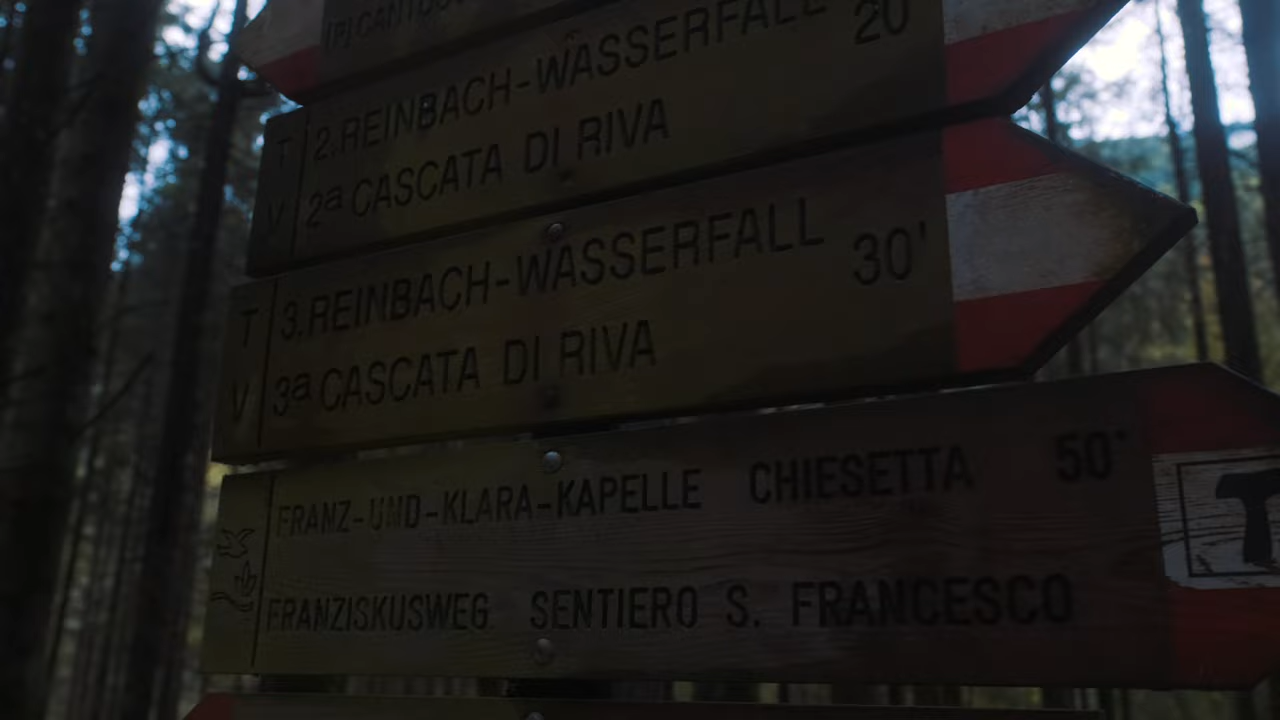 2.REINBACH-WASSERFALL 20'
T
2ª CASCATA DI RIVA
V
3.REINBACH-WASSERFALL 30'
T
3ª CASCATA DI RIVA
V
FRANZ-UND-KLARA-KAPELLE CHIESETTA 50'
FRANZISKUSWEG SENTIERO S. FRANCESCO